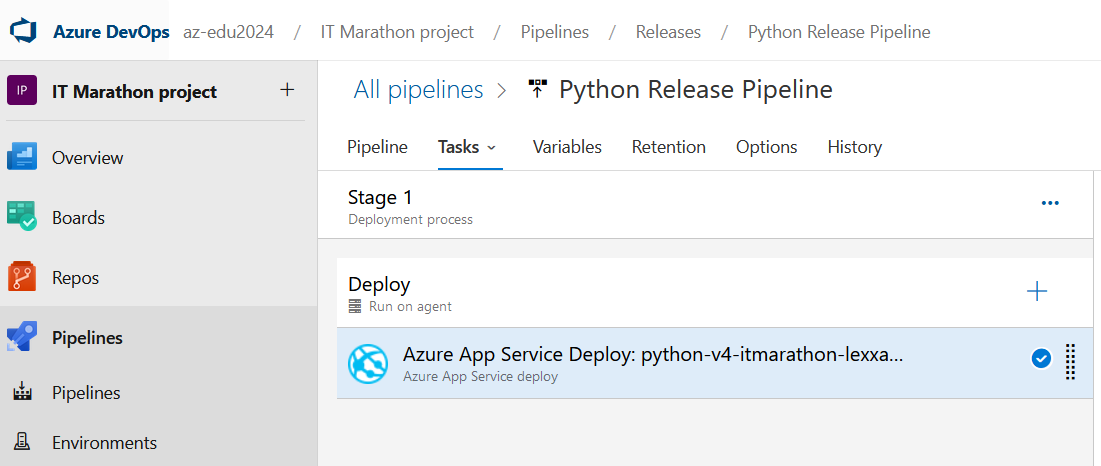 Azure DevOps az-edu2024 / IT Marathon project / Pipelines / Releases / Python Release Pipeline
IP IT Marathon project +
Overview
Boards
Repos
Pipelines
Pipelines
Environments
All pipelines > Python Release Pipeline
Pipeline Tasks Variables Retention Options History
Stage 1
Deployment process
Deploy
Run on agent
Azure App Service Deploy: python-v4-itmarathon-lexxa...
Azure App Service deploy